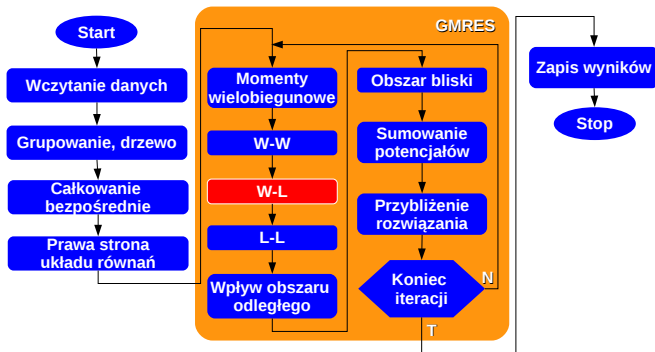 Start
Wczytanie danych
Grupowanie, drzewo
Całkowanie
bezpośrednie
Prawa strona
układu równań
GMRES
Momenty
wielobiegunowe
W-W
W-L
L-L
Wpływ obszaru
odległego
Obszar bliski
Sumowanie
potencjałów
Przybliżenie
rozwiązania
Koniec
iteracji
N
T
Zapis wyników
Stop